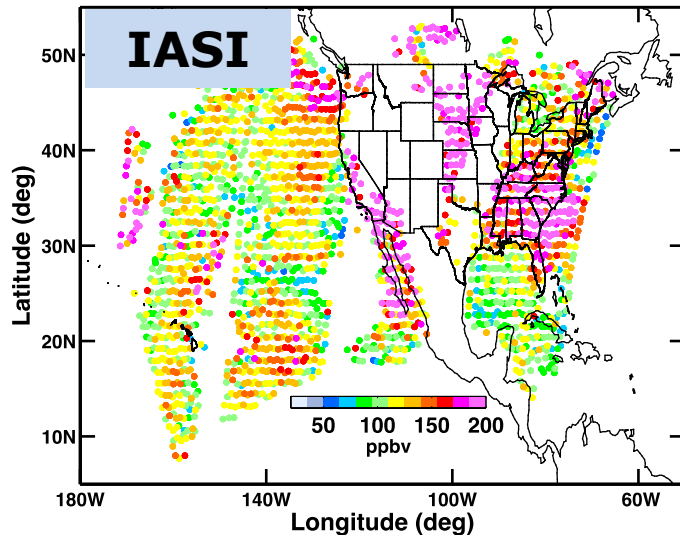 IASI
50N
40N
30N
20N
10N
Latitude (deg)
50 100 150 200
ppbv
180W 140W 100W 60W
Longitude (deg)